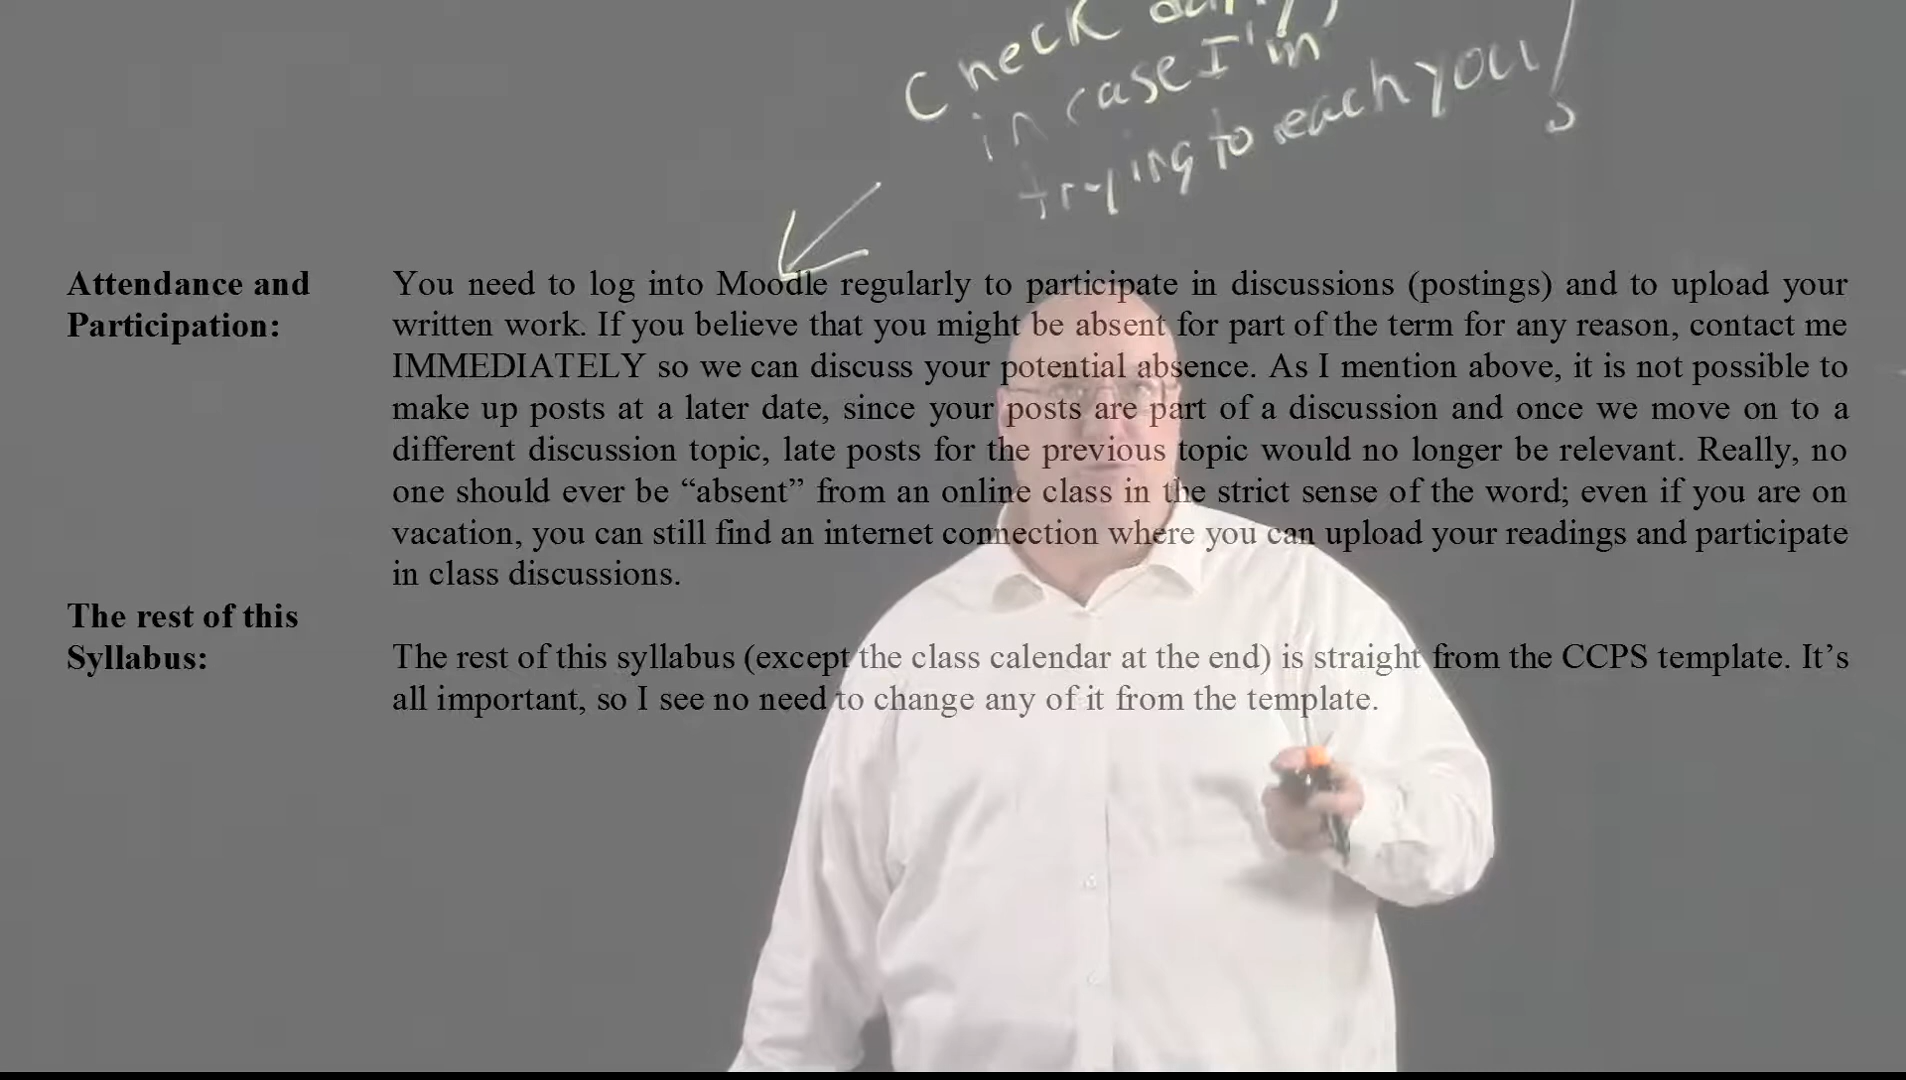 Check daily,
in case I'm
trying to reach you!
Attendance and
Participation:
You need to log into Moodle regularly to participate in discussions (postings) and to upload your
written work. If you believe that you might be absent for part of the term for any reason, contact me
IMMEDIATELY so we can discuss your potential absence. As I mention above, it is not possible to
make up posts at a later date, since your posts are part of a discussion and once we move on to a
different discussion topic, late posts for the previous topic would no longer be relevant. Really, no
one should ever be “absent” from an online class in the strict sense of the word; even if you are on
vacation, you can still find an internet connection where you can upload your readings and participate
in class discussions.
The rest of this
Syllabus:
The rest of this syllabus (except the class calendar at the end) is straight from the CCPS template. It’s
all important, so I see no need to change any of it from the template.